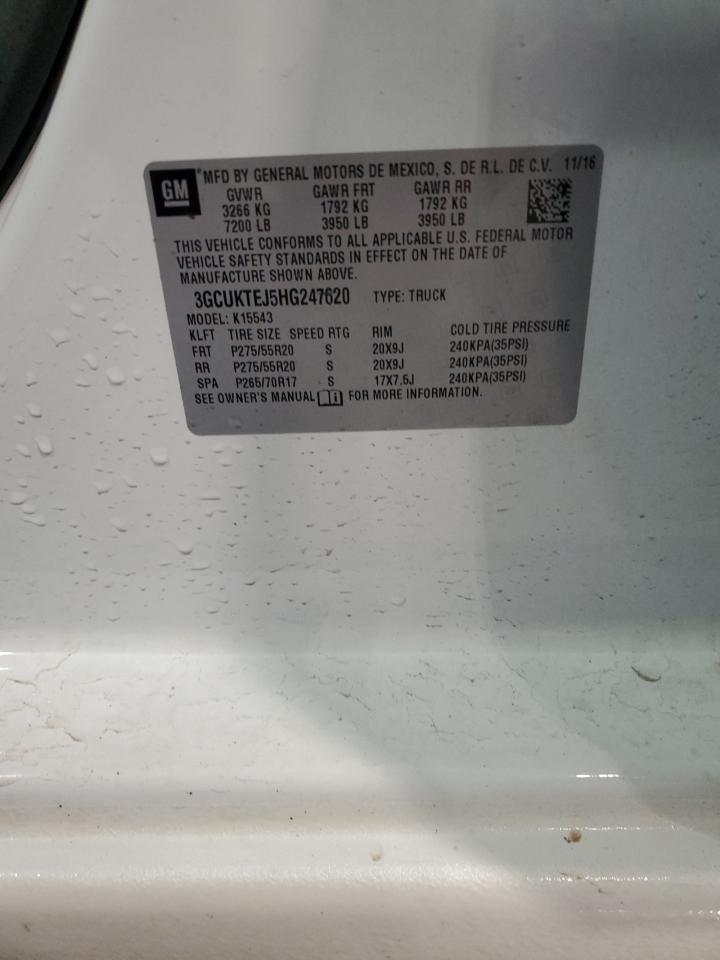 GM
®MFD BY GENERAL MOTORS DE MEXICO, S. DE R.L. DE C.V. 11/16
GVWR GAWR FRT GAWR RR
3266 KG 1792 KG 1792 KG
7200 LB 3950 LB 3950 LB
THIS VEHICLE CONFORMS TO ALL APPLICABLE U.S. FEDERAL MOTOR
VEHICLE SAFETY STANDARDS IN EFFECT ON THE DATE OF
MANUFACTURE SHOWN ABOVE.
3GCUKTEJ5HG247620 TYPE: TRUCK
MODEL: K15543
KLFT TIRE SIZE SPEED RTG RIM COLD TIRE PRESSURE
FRT P275/55R20 S 20X9J 240KPA(35PSI)
RR P275/55R20 S 20X9J 240KPA(35PSI)
SPA P265/70R17 S 17X7.5J 240KPA(35PSI)
SEE OWNER'S MANUAL FOR MORE INFORMATION.